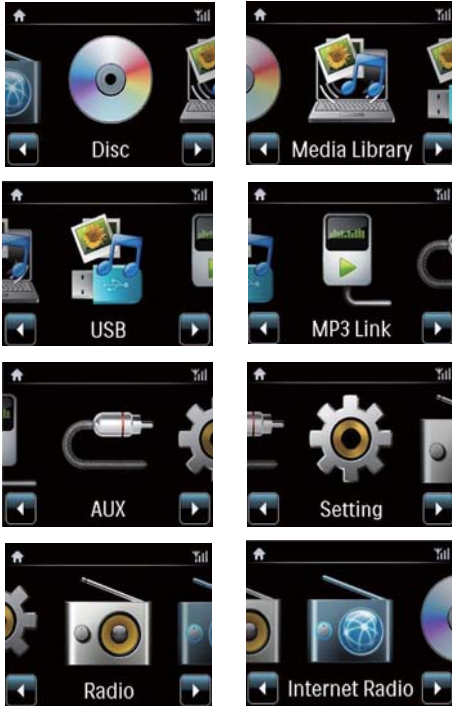 Disc
Media Library
USB
MP3 Link
AUX
Setting
Radio
Internet Radio